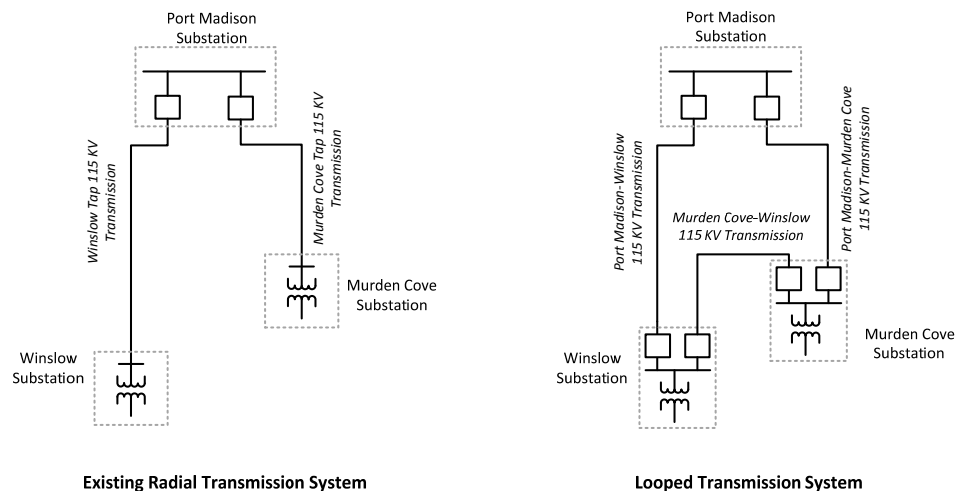 Port Madison
Substation
Winslow Tap 115 KV
Transmission
Murden Cove Tap 115 KV
Transmission
Murden Cove
Substation
Winslow
Substation
Existing Radial Transmission System
Port Madison
Substation
Port Madison-Winslow
115 KV Transmission
Murden Cove-Winslow
115 KV Transmission
Port Madison-Murden Cove
115 KV Transmission
Murden Cove
Substation
Winslow
Substation
Looped Transmission System